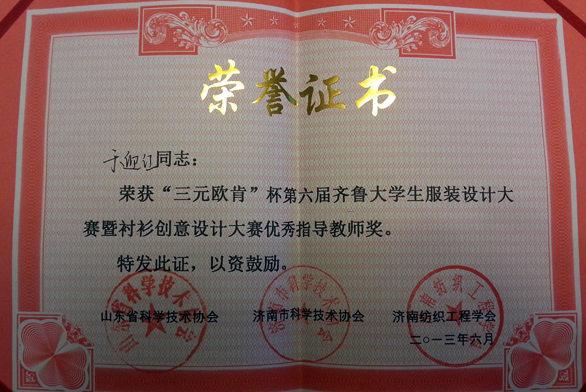 荣誉证书
于迎江同志：
荣获“三元欧肯”杯第六届齐鲁大学生服装设计大
赛暨衬衫创意设计大赛优秀指导教师奖。
特发此证，以资鼓励。
山东省科学技术协会 济南市科学技术协会 济南纺织工程学会
二〇一三年六月